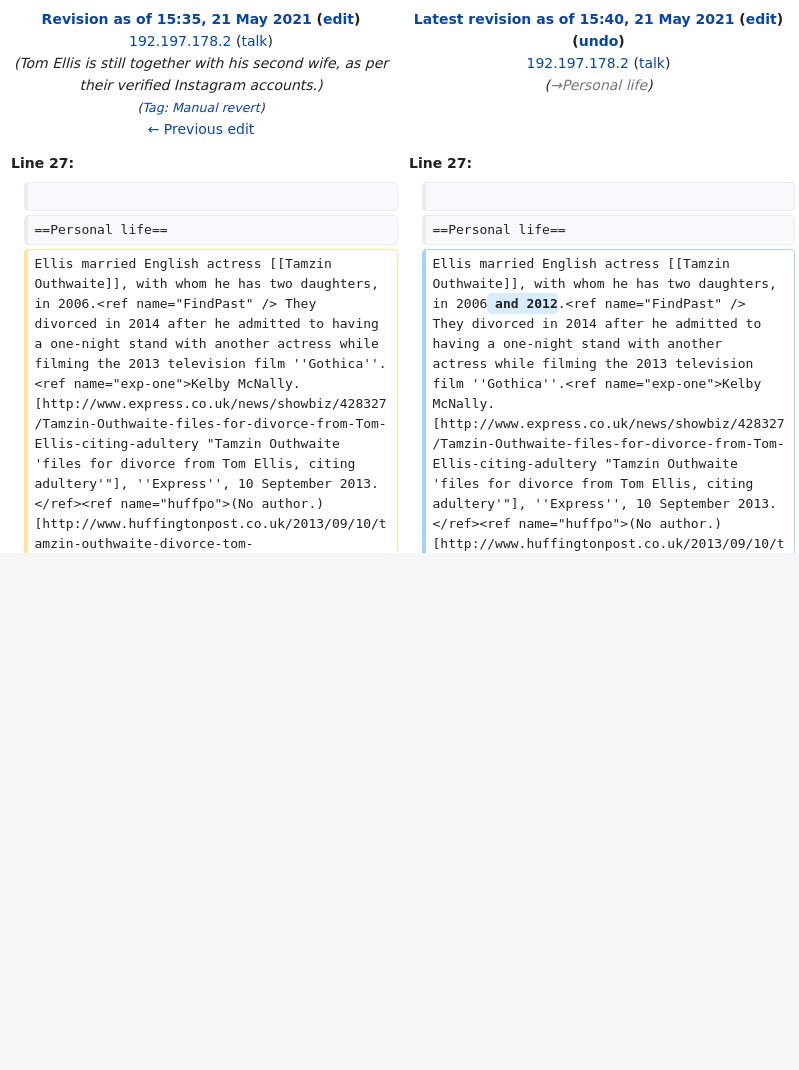 Revision as of 15:35, 21 May 2021 (edit)
192.197.178.2 (talk)
(Tom Ellis is still together with his second wife, as per
their verified Instagram accounts.)
(Tag: Manual revert)
← Previous edit
Line 27:
==Personal life==
Ellis married English actress [[Tamzin
Outhwaite]], with whom he has two daughters,
in 2006.<ref name="FindPast" /> They
divorced in 2014 after he admitted to having
a one-night stand with another actress while
filming the 2013 television film ''Gothica''.
<ref name="exp-one">Kelby McNally.
[http://www.express.co.uk/news/showbiz/428327
/Tamzin-Outhwaite-files-for-divorce-from-Tom-
Ellis-citing-adultery "Tamzin Outhwaite
'files for divorce from Tom Ellis, citing
adultery'"], ''Express'', 10 September 2013.
</ref><ref name="huffpo">(No author.)
[http://www.huffingtonpost.co.uk/2013/09/10/t
amzin-outhwaite-divorce-tom-
Latest revision as of 15:40, 21 May 2021 (edit)
(undo)
192.197.178.2 (talk)
(→Personal life)
Line 27:
==Personal life==
Ellis married English actress [[Tamzin
Outhwaite]], with whom he has two daughters,
in 2006 and 2012.<ref name="FindPast" />
They divorced in 2014 after he admitted to
having a one-night stand with another
actress while filming the 2013 television
film ''Gothica''.<ref name="exp-one">Kelby
McNally.
[http://www.express.co.uk/news/showbiz/428327
/Tamzin-Outhwaite-files-for-divorce-from-Tom-
Ellis-citing-adultery "Tamzin Outhwaite
'files for divorce from Tom Ellis, citing
adultery'"], ''Express'', 10 September 2013.
</ref><ref name="huffpo">(No author.)
[http://www.huffingtonpost.co.uk/2013/09/10/t